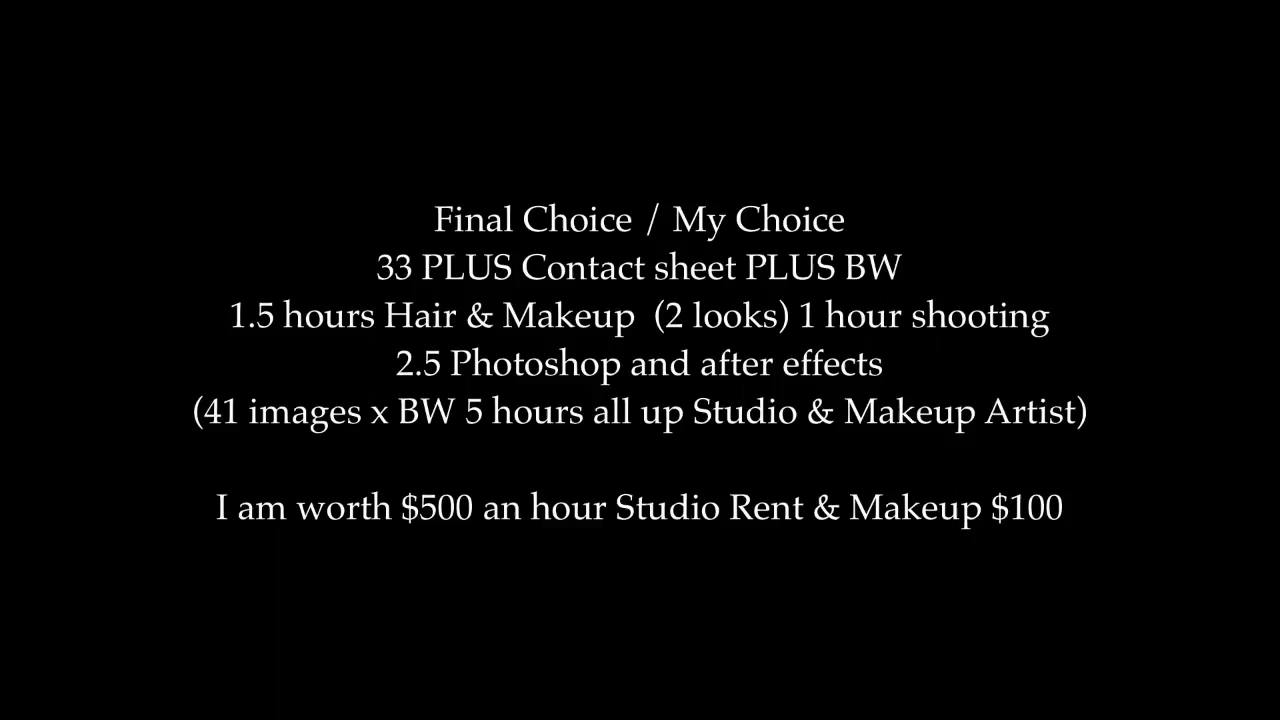 Final Choice / My Choice
33 PLUS Contact sheet PLUS BW
1.5 hours Hair & Makeup  (2 looks) 1 hour shooting
2.5 Photoshop and after effects
(41 images x BW 5 hours all up Studio & Makeup Artist)
I am worth $500 an hour Studio Rent & Makeup $100